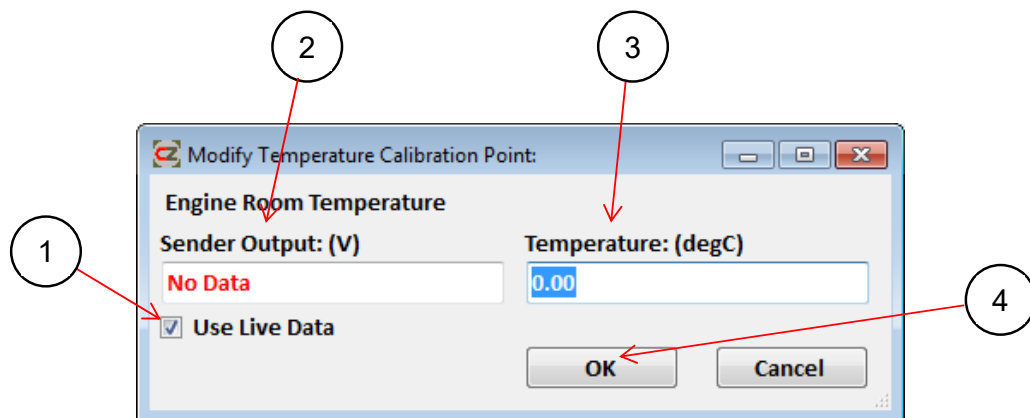 2
3
CZ Modify Temperature Calibration Point:
Engine Room Temperature
1
Sender Output: (V)
Temperature: (degC)
No Data
0.00
4
Use Live Data
OK
Cancel